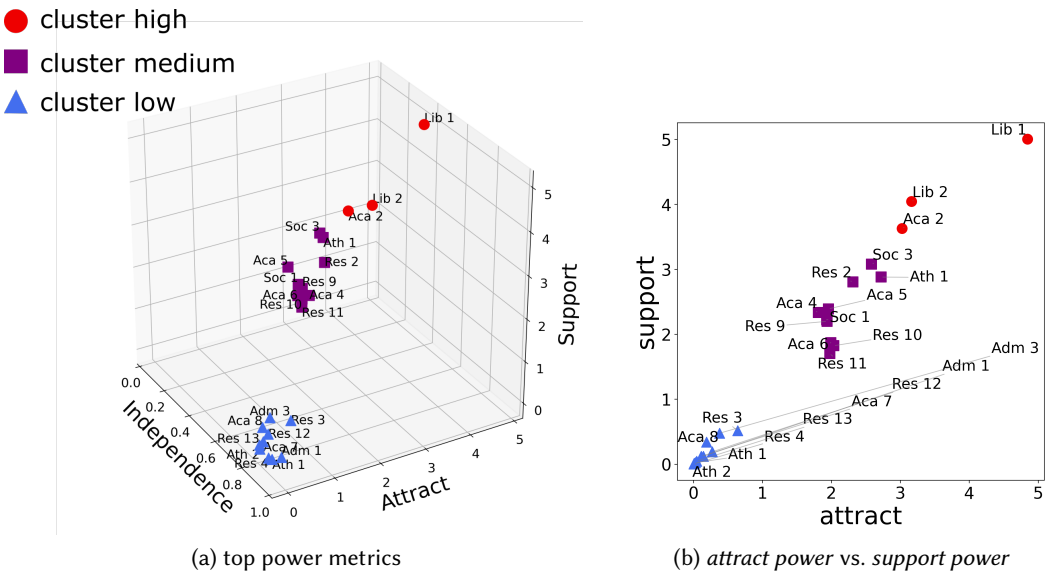 cluster high
cluster medium
cluster low
Lib 1
Lib 2
Aca 2
Soc 3
Ath 1
Aca 5
Res 2
Soc 1
Res 9
Aca 6
Aca 4
Res 10
Res 11
Adm 3
Aca 8
Res 3
Res 13
Res 12
Aca 7
Ath 2
Adm 1
Res 4
Ath 1
0.0
0.2
0.4
0.6
0.8
1.0
Independence
0
1
2
3
4
5
Attract
0
1
2
3
4
5
Support
(a) top power metrics
5
4
3
2
1
0
support
Lib 1
Lib 2
Aca 2
Soc 3
Res 2
Ath 1
Aca 5
Aca 4
Soc 1
Res 9
Res 10
Aca 6
Res 11
Adm 3
Adm 1
Res 12
Aca 7
Res 3
Res 13
Aca 8
Res 4
Ath 1
Ath 2
0 1 2 3 4 5
attract
(b) attract power vs. support power